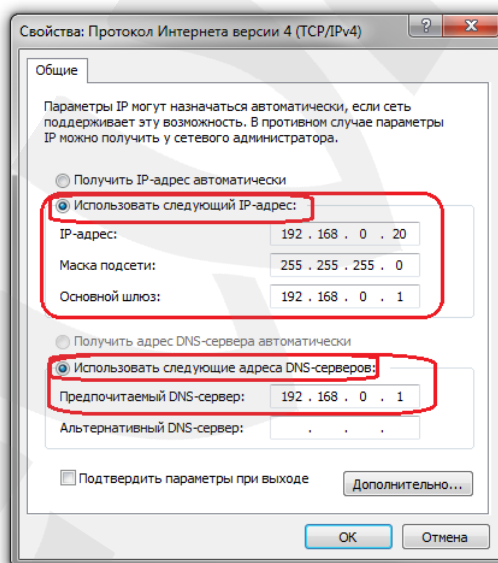 Свойства: Протокол Интернета версии 4 (TCP/IPv4)
Общие
Параметры IP могут назначаться автоматически, если сеть
поддерживает эту возможность. В противном случае параметры
IP можно получить у сетевого администратора.
Получить IP-адрес автоматически
Использовать следующий IP-адрес:
IP-адрес: 192 . 168 . 0 . 20
Маска подсети: 255 . 255 . 255 . 0
Основной шлюз: 192 . 168 . 0 . 1
Получить адрес DNS-сервера автоматически
Использовать следующие адреса DNS-серверов:
Предпочитаемый DNS-сервер: 192 . 168 . 0 . 1
Альтернативный DNS-сервер: . . .
Подтвердить параметры при выходе
Дополнительно...
OK Отмена